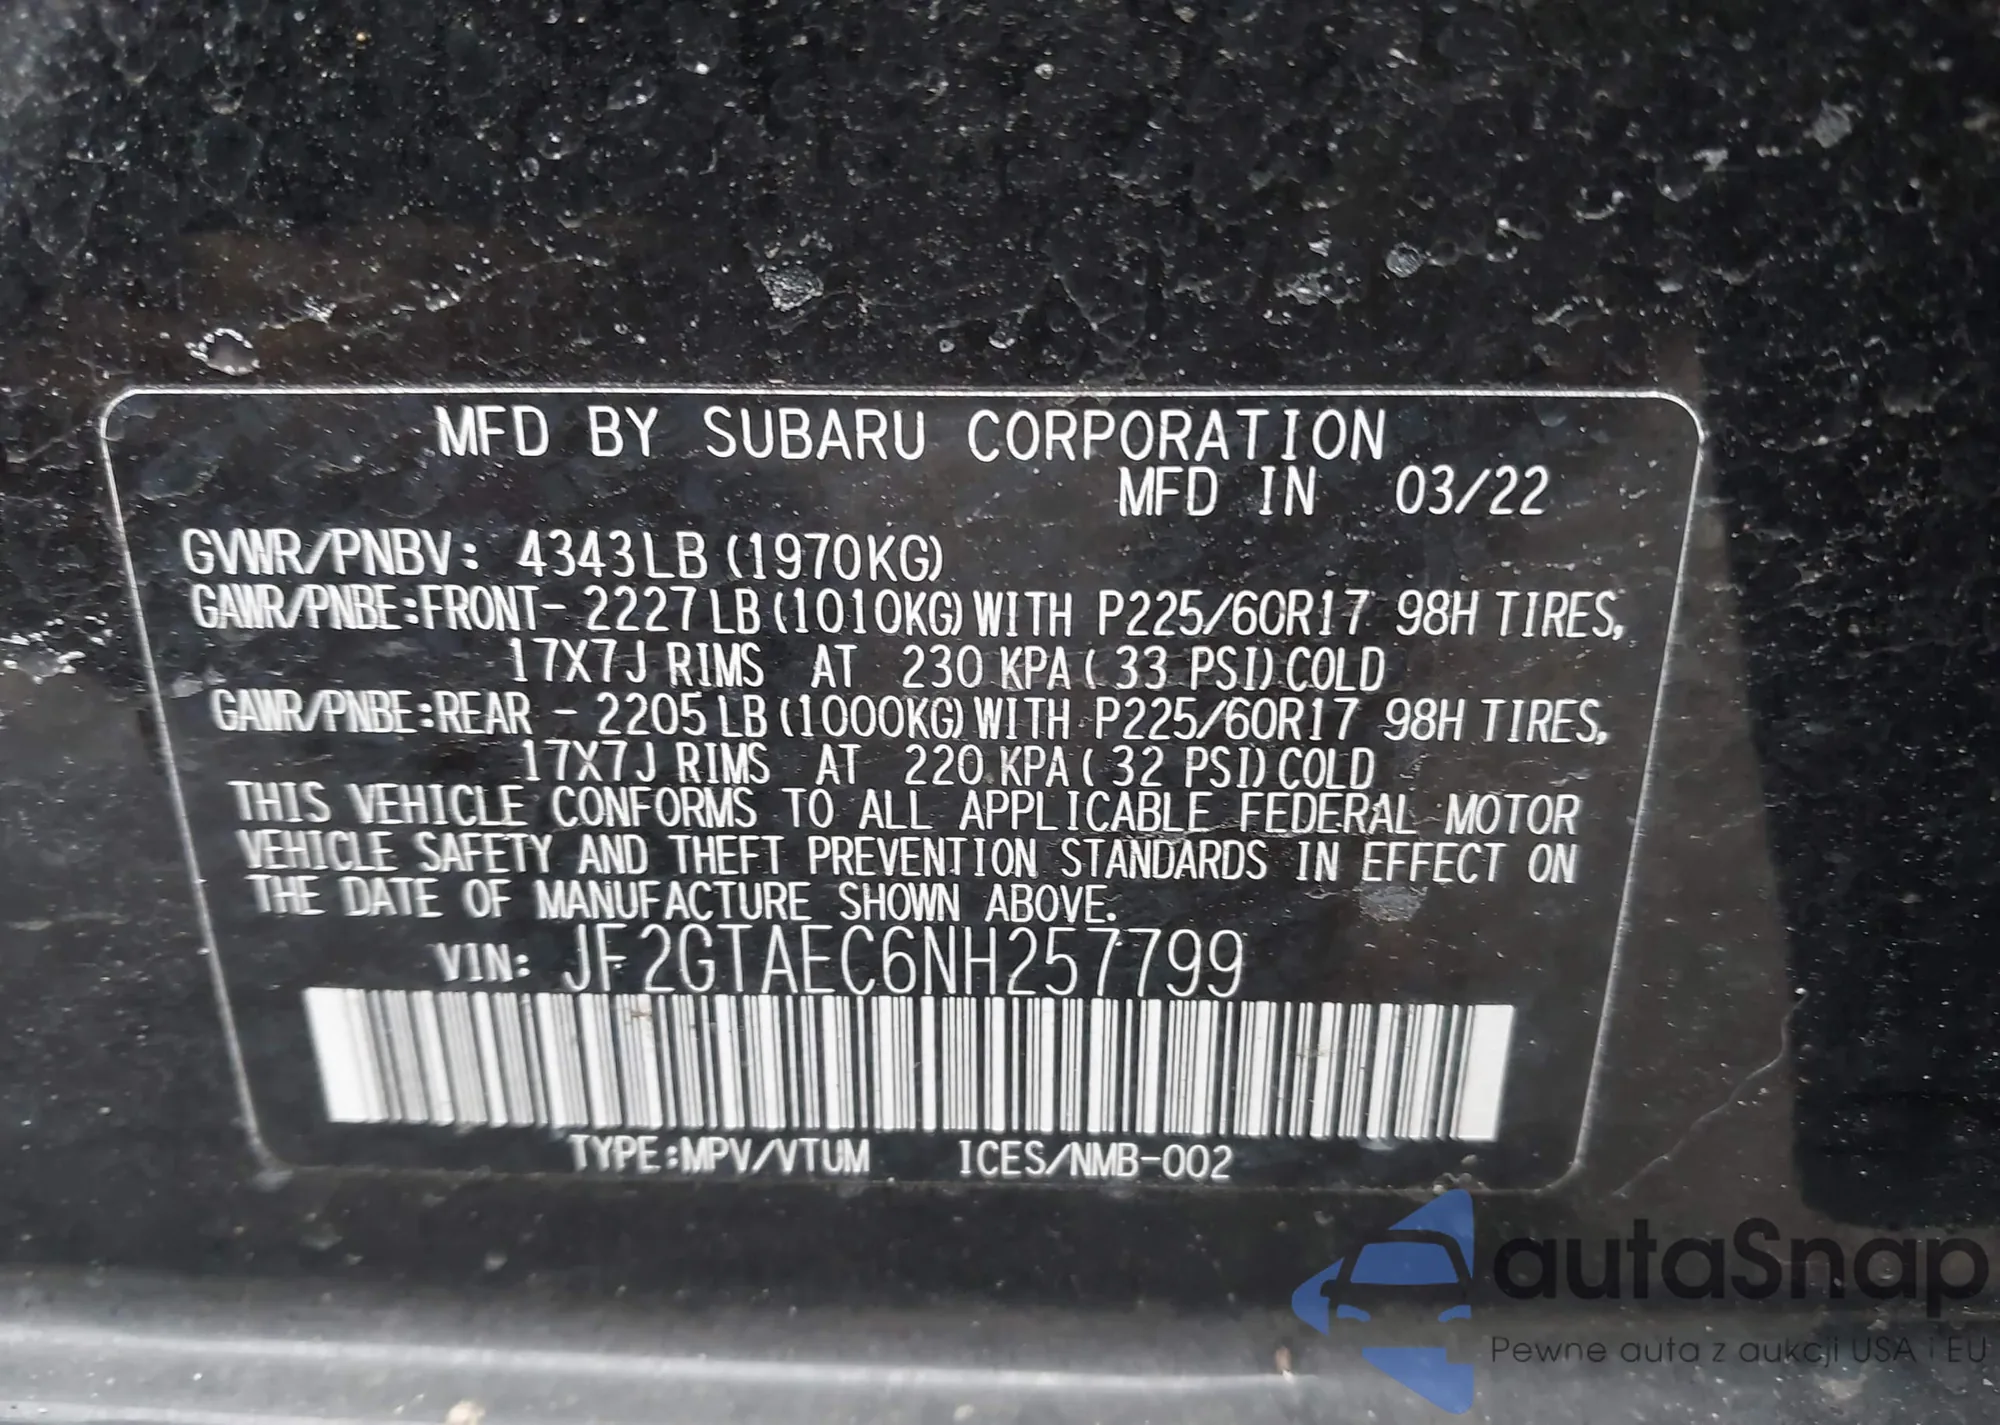 MFD BY SUBARU CORPORATION
MFD IN 03/22
GVWR/PNBV: 4343LB (1970KG)
GAWR/PNBE:FRONT- 2227LB(1010KG)WITH P225/60R17 98H TIRES,
17X7J RIMS AT 230 KPA( 33 PSI)COLD
GAWR/PNBE:REAR - 2205LB(1000KG)WITH P225/60R17 98H TIRES,
17X7J RIMS AT 220 KPA( 32 PSI)COLD
THIS VEHICLE CONFORMS TO ALL APPLICABLE FEDERAL MOTOR
VEHICLE SAFETY AND THEFT PREVENTION STANDARDS IN EFFECT ON
THE DATE OF MANUFACTURE SHOWN ABOVE.
VIN: JF2GTAEC6NH257799
TYPE:MPV/VTUM ICES/NMB-002
autaSnap
Pewne auta z aukcji USA i EU